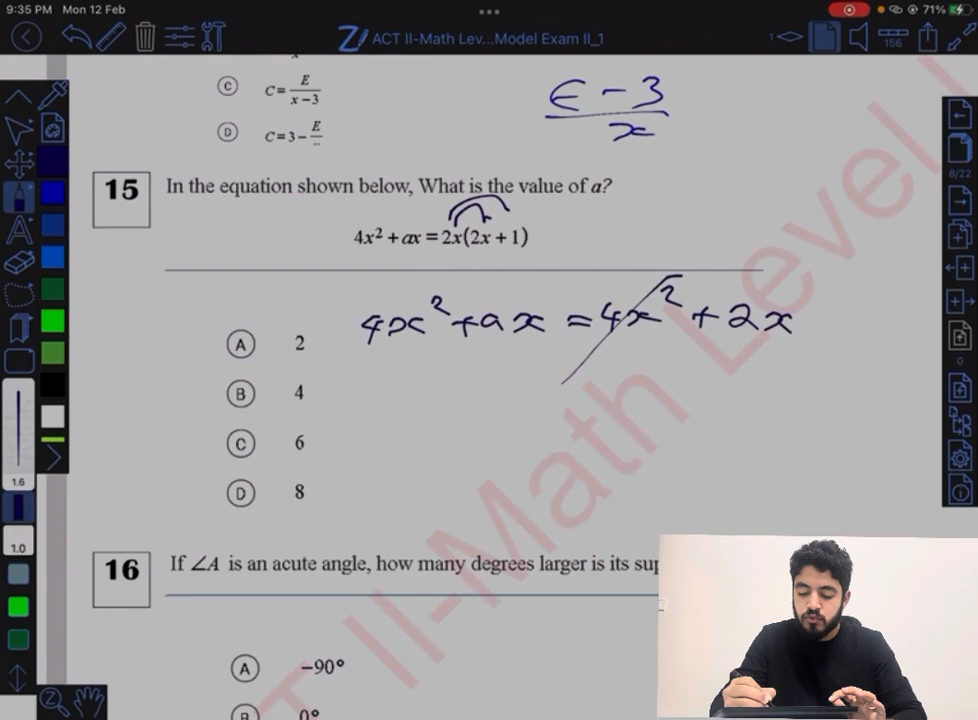 9:35 PM Mon 12 Feb
71%
ACT II-Math Lev...Model Exam II_1
156
C C = E / x − 3
E − 3 / x
D C = 3 − E
15 In the equation shown below, What is the value of a?
4x² + ax = 2x(2x + 1)
4x² + ax = 4x² + 2x
A 2
B 4
C 6
D 8
16 If ∠A is an acute angle, how many degrees larger is its sup
A −90°
B 0°
ACT II-Math Level I
8/22
0
1.6
1.0